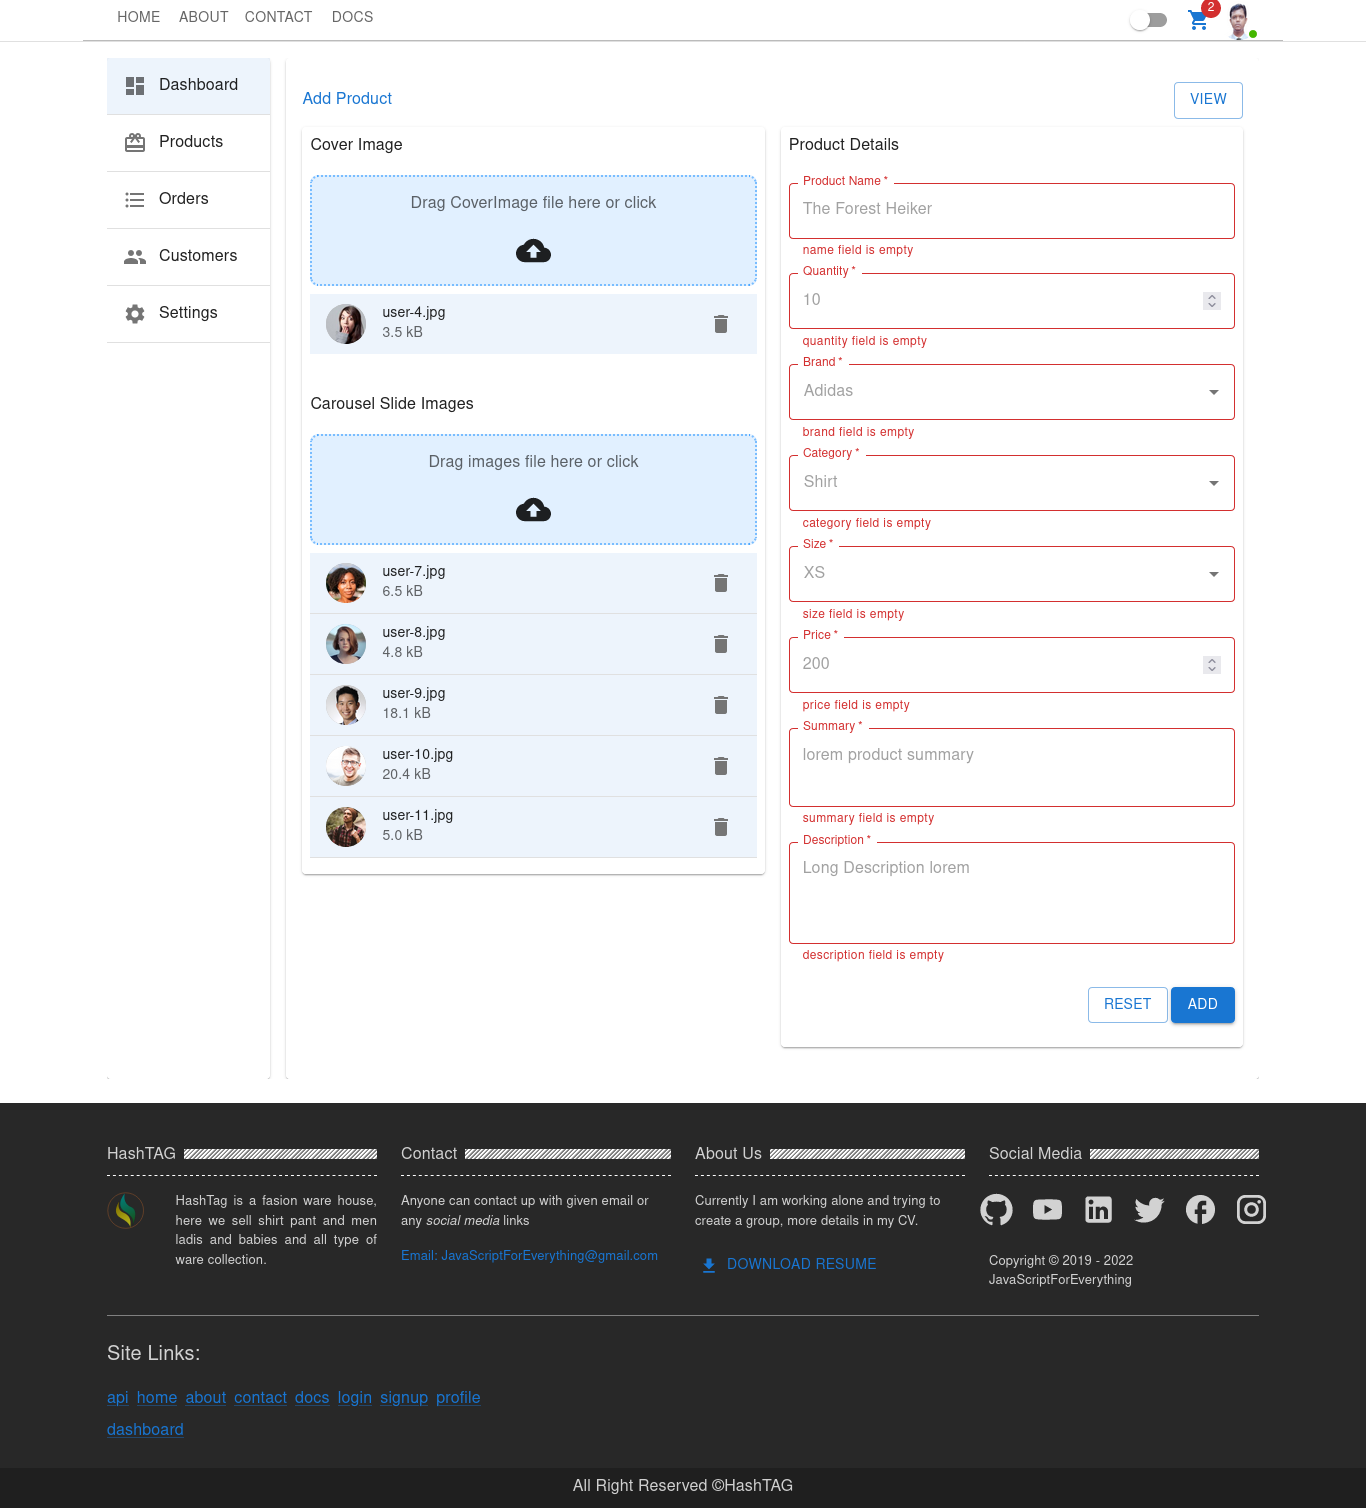 HOME ABOUT CONTACT DOCS
2
Dashboard
Products
Orders
Customers
Settings
Add Product
VIEW
Cover Image
Drag CoverImage file here or click
user-4.jpg
3.5 kB
Carousel Slide Images
Drag images file here or click
user-7.jpg
6.5 kB
user-8.jpg
4.8 kB
user-9.jpg
18.1 kB
user-10.jpg
20.4 kB
user-11.jpg
5.0 kB
Product Details
Product Name *
The Forest Heiker
name field is empty
Quantity *
10
quantity field is empty
Brand *
Adidas
brand field is empty
Category *
Shirt
category field is empty
Size *
XS
size field is empty
Price *
200
price field is empty
Summary *
lorem product summary
summary field is empty
Description *
Long Description lorem
description field is empty
RESET ADD
HashTAG
HashTag is a fasion ware house,
here we sell shirt pant and men
ladis and babies and all type of
ware collection.
Contact
Anyone can contact up with given email or
any social media links
Email: JavaScriptForEverything@gmail.com
About Us
Currently I am working alone and trying to
create a group, more details in my CV.
DOWNLOAD RESUME
Social Media
Copyright © 2019 - 2022
JavaScriptForEverything
Site Links:
api home about contact docs login signup profile
dashboard
All Right Reserved ©HashTAG